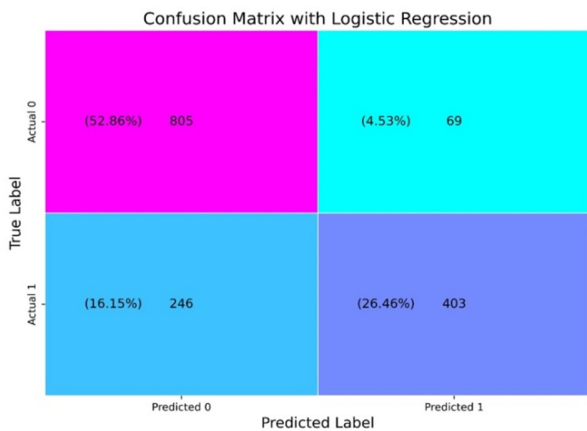 Confusion Matrix with Logistic Regression
True Label
Actual 0
(52.86%) 805
(4.53%) 69
Actual 1
(16.15%) 246
(26.46%) 403
Predicted 0
Predicted 1
Predicted Label